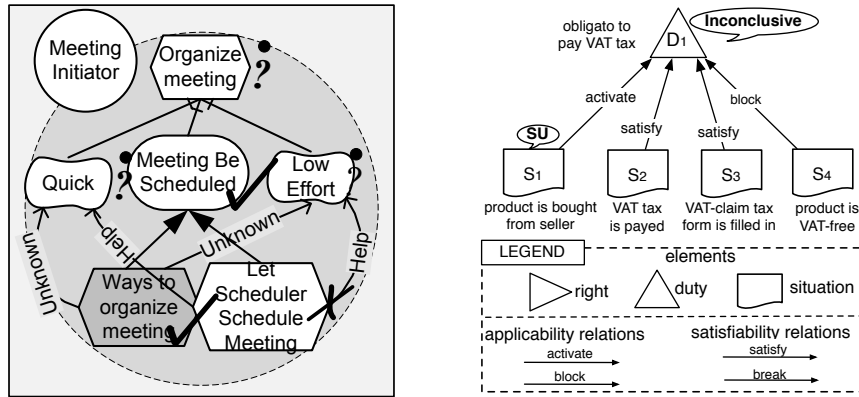 Meeting
Initiator
Organize
meeting
?
Quick
?
Meeting Be
Scheduled
Low
Effort
?
Unknown
Help
Unknown
Help
Ways to
organize
meeting
Let
Scheduler
Schedule
Meeting
obligato to
pay VAT tax
D1
Inconclusive
activate
satisfy
satisfy
block
SU
S1
S2
S3
S4
product is bought
from seller
VAT tax
is payed
VAT-claim tax
form is filled in
product is
VAT-free
LEGEND
elements
right
duty
situation
applicability relations
satisfiability relations
activate
satisfy
block
break